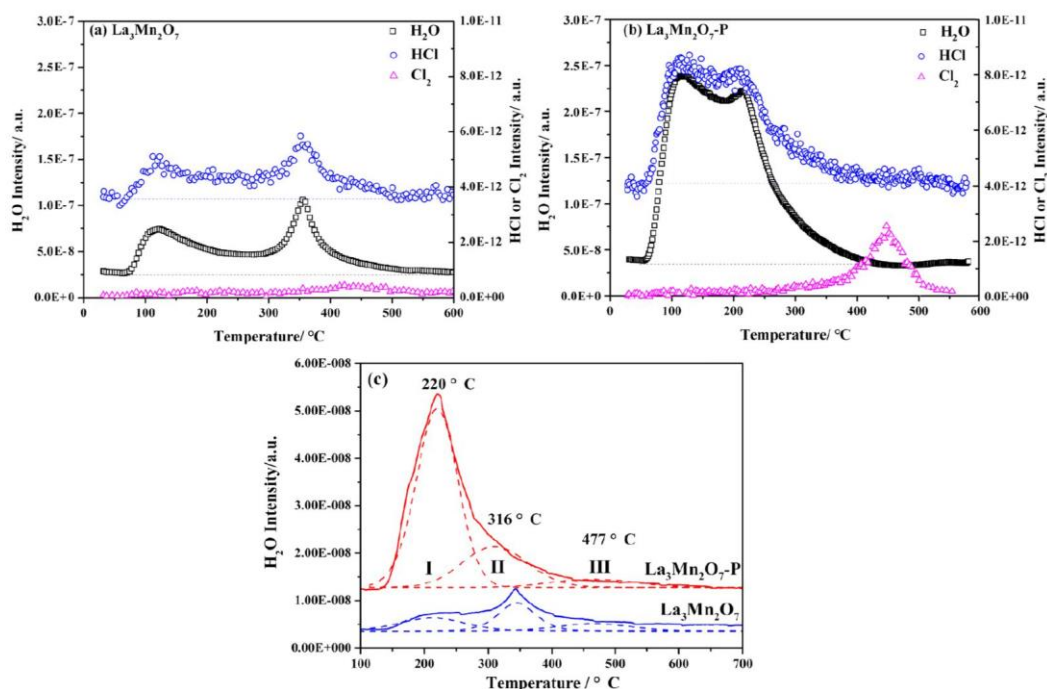 (a) La₃Mn₂O₇
H₂O
HCl
Cl₂
3.0E-7
2.5E-7
2.0E-7
1.5E-7
1.0E-7
5.0E-8
0.0E+0
H₂O Intensity/ a.u.
1.0E-11
8.0E-12
6.0E-12
4.0E-12
2.0E-12
0.0E+00
HCl or Cl₂ Intensity/ a.u.
0 100 200 300 400 500 600
Temperature/ °C
(b) La₃Mn₂O₇-P
H₂O
HCl
Cl₂
3.0E-7
2.5E-7
2.0E-7
1.5E-7
1.0E-7
5.0E-8
0.0E+0
H₂O Intensity/ a.u.
1.0E-11
8.0E-12
6.0E-12
4.0E-12
2.0E-12
0.0E+00
HCl or Cl₂ Intensity/ a.u.
0 100 200 300 400 500 600
Temperature/ °C
(c)
220 ° C
316 ° C
477 ° C
I II III
La₃Mn₂O₇-P
La₃Mn₂O₇
6.00E-008
5.00E-008
4.00E-008
3.00E-008
2.00E-008
1.00E-008
0.00E+000
H₂O Intensity/a.u.
100 200 300 400 500 600 700
Temperature / ° C